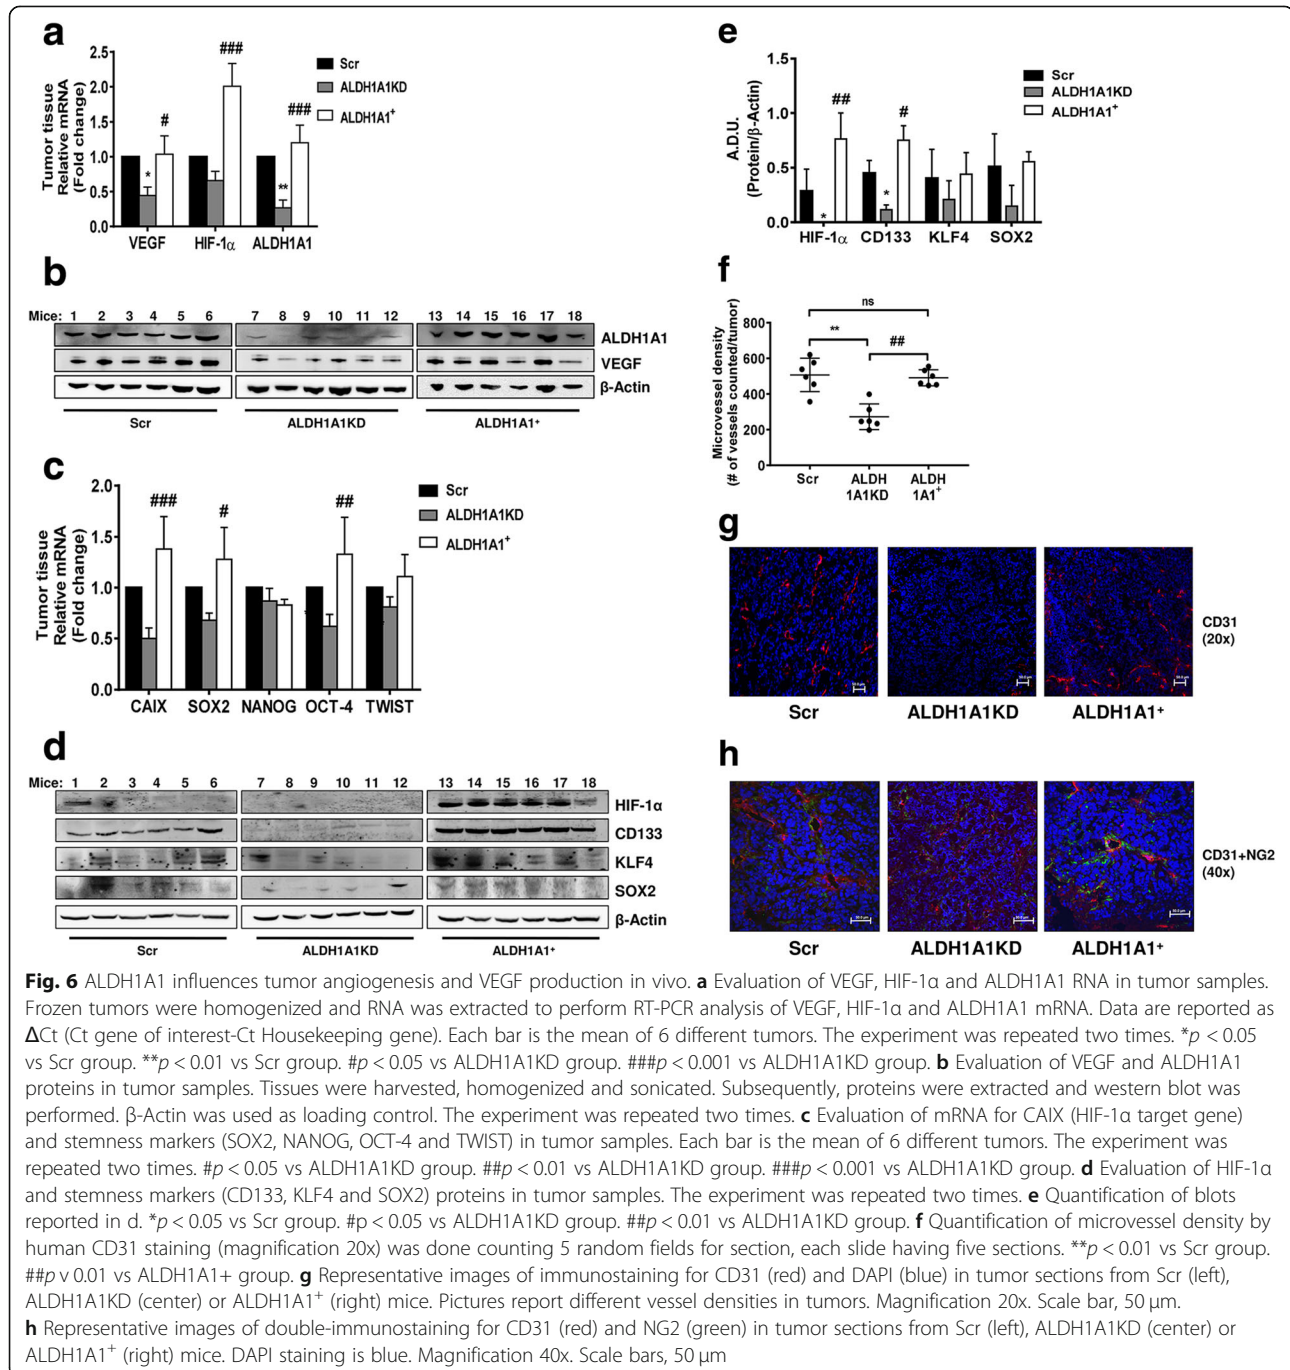 a
Tumor tissue
Relative mRNA
(Fold change)
2.5
2.0
1.5
1.0
0.5
0.0
*
#
###
**
###
VEGF HIF-1α ALDH1A1
Scr
ALDH1A1KD
ALDH1A1+
b
Mice: 1 2 3 4 5 6 7 8 9 10 11 12 13 14 15 16 17 18
ALDH1A1
VEGF
β-Actin
Scr ALDH1A1KD ALDH1A1+
c
Tumor tissue
Relative mRNA
(Fold change)
2.0
1.5
1.0
0.5
0.0
###
#
##
CAIX SOX2 NANOG OCT-4 TWIST
Scr
ALDH1A1KD
ALDH1A1+
d
Mice: 1 2 3 4 5 6 7 8 9 10 11 12 13 14 15 16 17 18
HIF-1α
CD133
KLF4
SOX2
β-Actin
Scr ALDH1A1KD ALDH1A1+
e
A.D.U.
(Protein/β-Actin)
1.5
1.0
0.5
0.0
*
##
*
#
HIF-1α CD133 KLF4 SOX2
Scr
ALDH1A1KD
ALDH1A1+
f
Microvessel density
(# of vessels counted/tumor)
800
600
400
200
0
ns
**
##
Scr ALDH ALDH
1A1KD 1A1+
g
CD31
(20x)
50.0 µm 50.0 µm 50.0 µm
Scr ALDH1A1KD ALDH1A1+
h
CD31+NG2
(40x)
50.0 µm 50.0 µm 50.0 µm
Scr ALDH1A1KD ALDH1A1+
Fig. 6 ALDH1A1 influences tumor angiogenesis and VEGF production in vivo. a Evaluation of VEGF, HIF-1α and ALDH1A1 RNA in tumor samples.
Frozen tumors were homogenized and RNA was extracted to perform RT-PCR analysis of VEGF, HIF-1α and ALDH1A1 mRNA. Data are reported as
ΔCt (Ct gene of interest-Ct Housekeeping gene). Each bar is the mean of 6 different tumors. The experiment was repeated two times. *p < 0.05
vs Scr group. **p < 0.01 vs Scr group. #p < 0.05 vs ALDH1A1KD group. ###p < 0.001 vs ALDH1A1KD group. b Evaluation of VEGF and ALDH1A1
proteins in tumor samples. Tissues were harvested, homogenized and sonicated. Subsequently, proteins were extracted and western blot was
performed. β-Actin was used as loading control. The experiment was repeated two times. c Evaluation of mRNA for CAIX (HIF-1α target gene)
and stemness markers (SOX2, NANOG, OCT-4 and TWIST) in tumor samples. Each bar is the mean of 6 different tumors. The experiment was
repeated two times. #p < 0.05 vs ALDH1A1KD group. ##p < 0.01 vs ALDH1A1KD group. ###p < 0.001 vs ALDH1A1KD group. d Evaluation of HIF-1α
and stemness markers (CD133, KLF4 and SOX2) proteins in tumor samples. The experiment was repeated two times. e Quantification of blots
reported in d. *p < 0.05 vs Scr group. #p < 0.05 vs ALDH1A1KD group. ##p < 0.01 vs ALDH1A1KD group. f Quantification of microvessel density by
human CD31 staining (magnification 20x) was done counting 5 random fields for section, each slide having five sections. **p < 0.01 vs Scr group.
##p v 0.01 vs ALDH1A1+ group. g Representative images of immunostaining for CD31 (red) and DAPI (blue) in tumor sections from Scr (left),
ALDH1A1KD (center) or ALDH1A1+ (right) mice. Pictures report different vessel densities in tumors. Magnification 20x. Scale bar, 50 μm.
h Representative images of double-immunostaining for CD31 (red) and NG2 (green) in tumor sections from Scr (left), ALDH1A1KD (center) or
ALDH1A1+ (right) mice. DAPI staining is blue. Magnification 40x. Scale bars, 50 μm